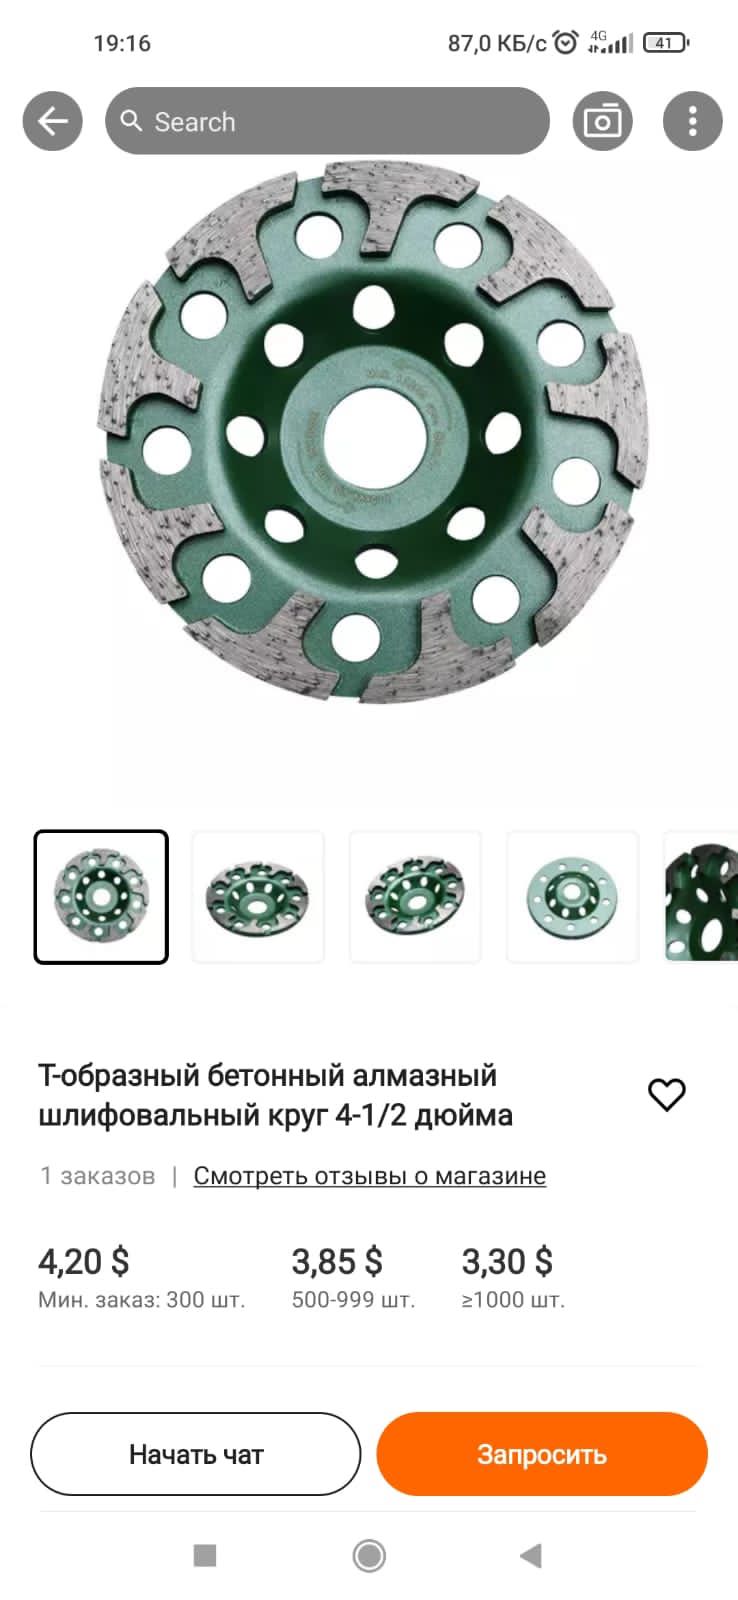 19:16
87,0 КБ/с 4G 41
Search
Т-образный бетонный алмазный
шлифовальный круг 4-1/2 дюйма
1 заказов | Смотреть отзывы о магазине
4,20 $ 3,85 $ 3,30 $
Мин. заказ: 300 шт. 500-999 шт. ≥1000 шт.
Начать чат Запросить